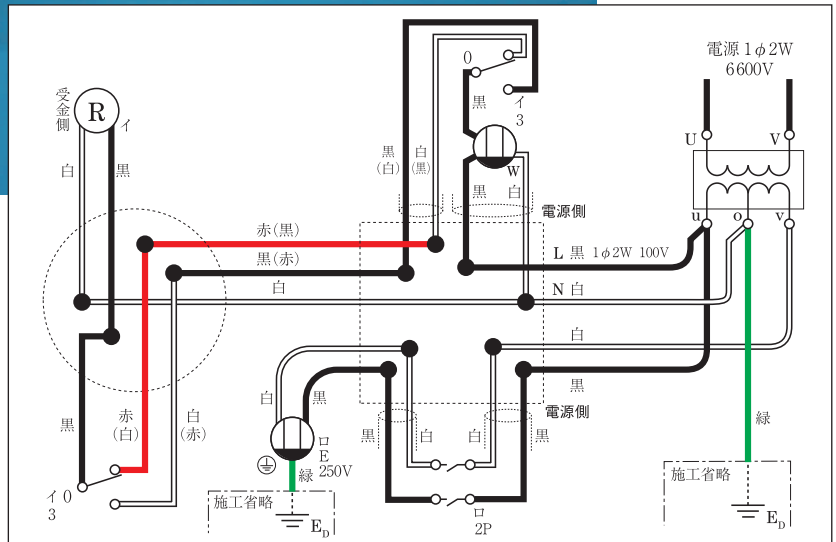 電源 1φ2W
6600V
U
V
u
o
v
受金側
R
イ
白
黒
0
黒
イ
3
W
黒
(白)
白
(黒)
黒
白
電源側
赤(黒)
黒(赤)
白
L 黒 1φ2W 100V
N 白
白
黒
電源側
黒
赤
(白)
白
(赤)
イ 0
3
白
黒
ロ
E
250V
緑
施工省略
E_D
黒
白
白
黒
ロ
2P
緑
施工省略
E_D